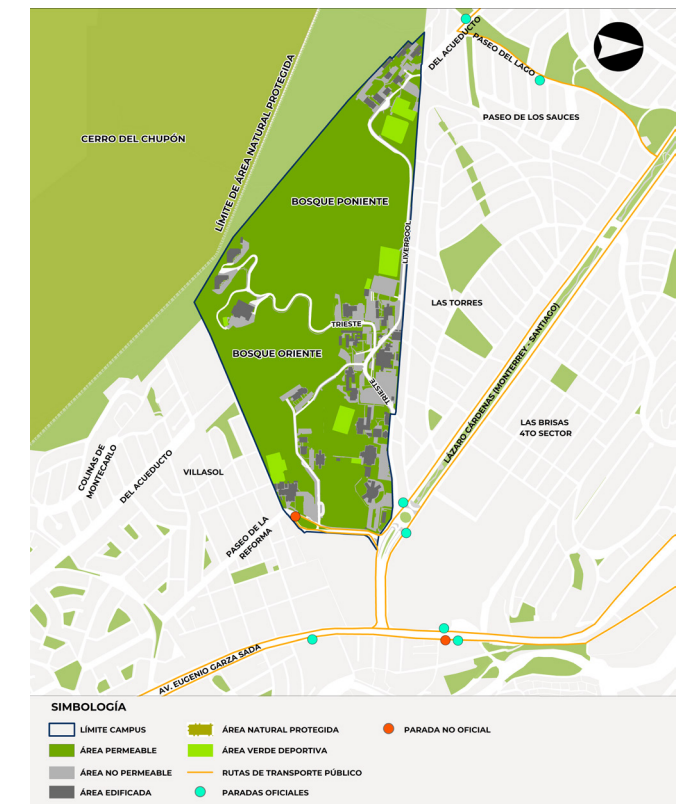 DEL ACUEDUCTO
PASEO DEL LAGO
PASEO DE LOS SAUCES
CERRO DEL CHUPÓN
LÍMITE DE ÁREA NATURAL PROTEGIDA
BOSQUE PONIENTE
LIVERPOOL
LAS TORRES
TRIESTE
BOSQUE ORIENTE
TRIESTE
LÁZARO CÁRDENAS (MONTERREY - SANTIAGO)
LAS BRISAS
4TO SECTOR
COLINAS DE
MONTECARLO
DEL ACUEDUCTO
VILLASOL
PASEO DE LA
REFORMA
AV. EUGENIO GARZA SADA
SIMBOLOGÍA
LÍMITE CAMPUS
ÁREA NATURAL PROTEGIDA
PARADA NO OFICIAL
ÁREA PERMEABLE
ÁREA VERDE DEPORTIVA
ÁREA NO PERMEABLE
RUTAS DE TRANSPORTE PÚBLICO
ÁREA EDIFICADA
PARADAS OFICIALES